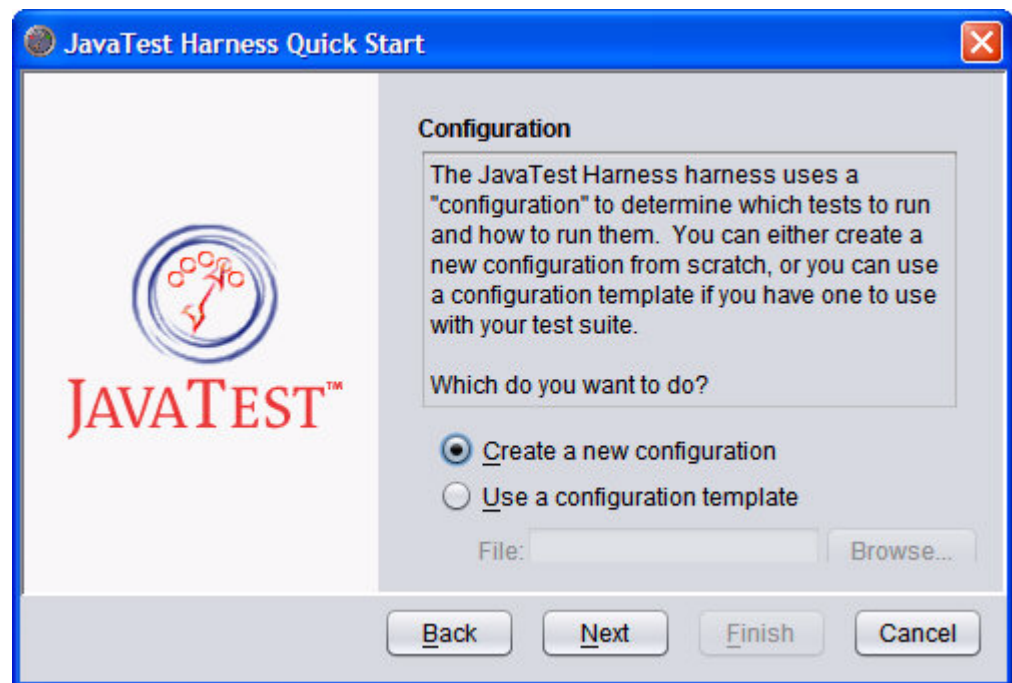 JavaTest Harness Quick Start
JAVATEST™
Configuration
The JavaTest Harness harness uses a
"configuration" to determine which tests to run
and how to run them.  You can either create a
new configuration from scratch, or you can use
a configuration template if you have one to use
with your test suite.
Which do you want to do?
Create a new configuration
Use a configuration template
File:
Browse...
Back
Next
Finish
Cancel